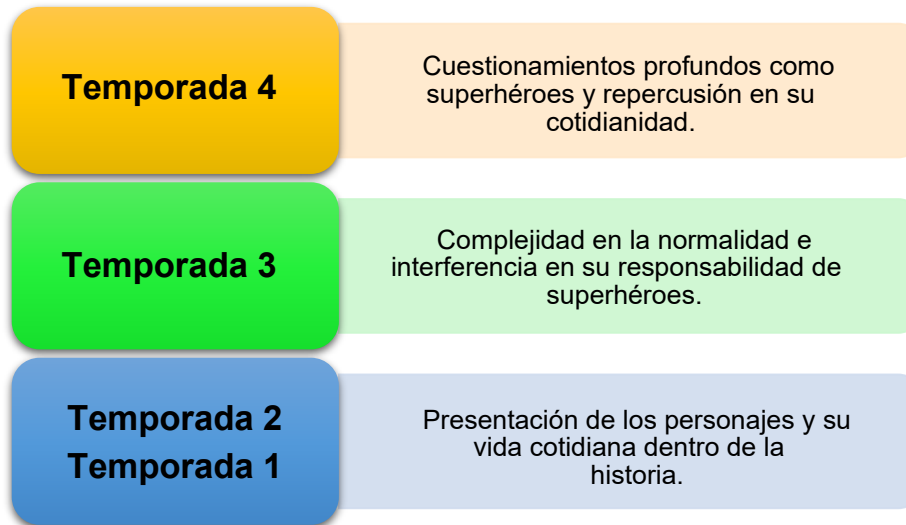 Temporada 4
Cuestionamientos profundos como
superhéroes y repercusión en su
cotidianidad.
Temporada 3
Complejidad en la normalidad e
interferencia en su responsabilidad de
superhéroes.
Temporada 2
Temporada 1
Presentación de los personajes y su
vida cotidiana dentro de la
historia.